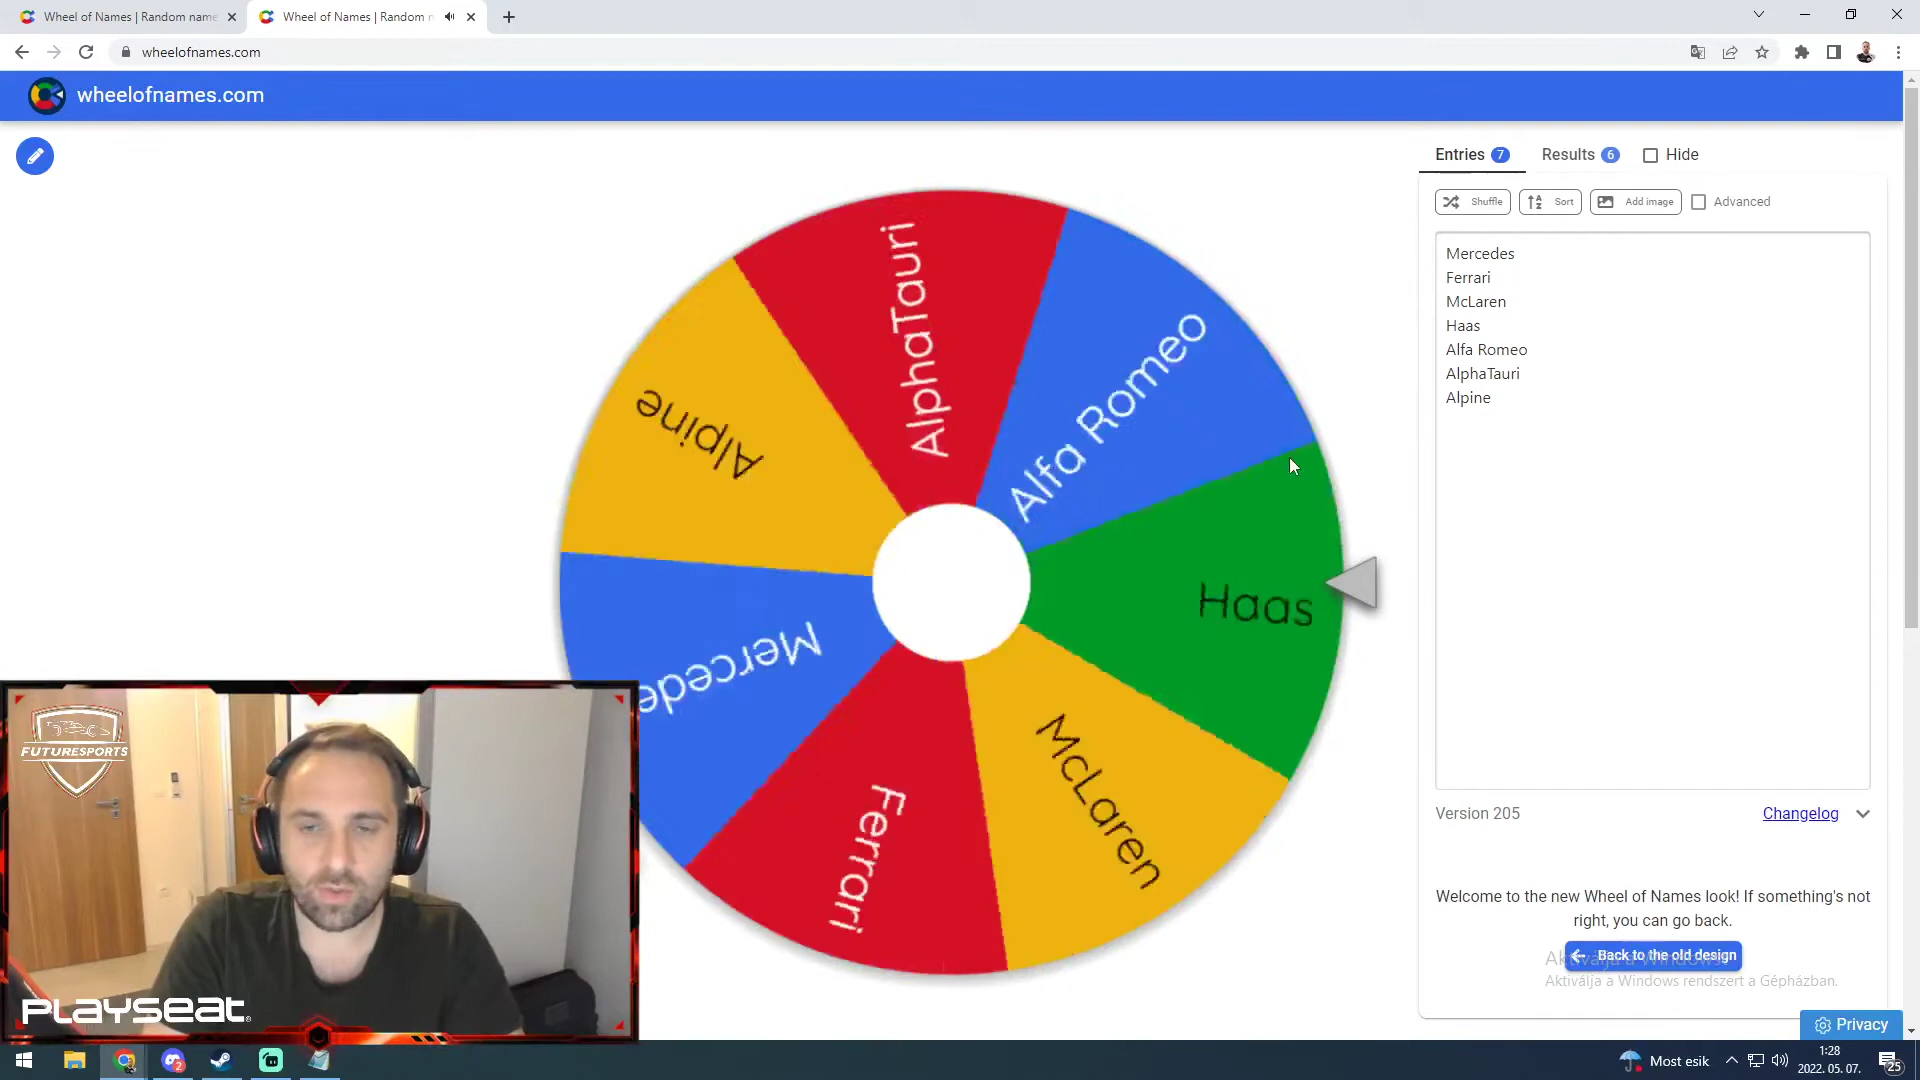 Wheel of Names | Random name
Wheel of Names | Random n
wheelofnames.com
wheelofnames.com
Entries 7 Results 6 Hide
Shuffle Sort Add image Advanced
Mercedes
Ferrari
McLaren
Haas
Alfa Romeo
AlphaTauri
Alpine
AlphaTauri
Alfa Romeo
Alpine
Haas
Mercede
McLaren
Ferrari
Version 205 Changelog
Welcome to the new Wheel of Names look! If something's not
right, you can go back.
Back to the old design
Aktiválja a Windows
Aktiválja a Windows rendszert a Gépházban.
Privacy
FUTURESPORTS
PLAYSEAT
2
Most esik
1:28
2022. 05. 07.
25